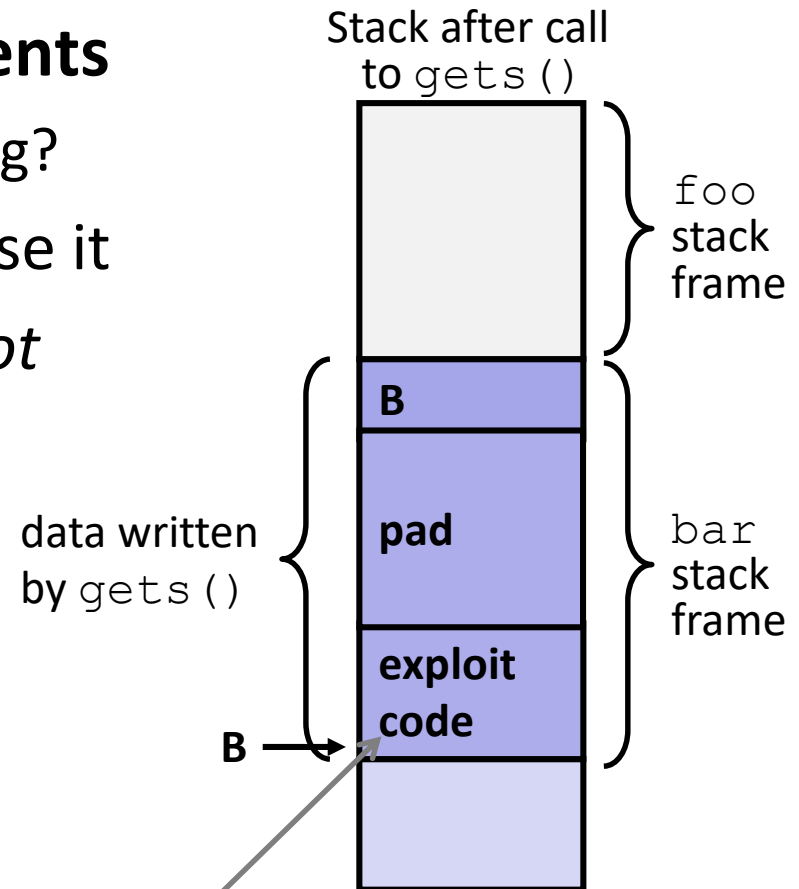 ents
g?
se it
ot
Stack after call
to gets()
foo
stack
frame
B
pad
exploit
code
data written
by gets()
B
bar
stack
frame